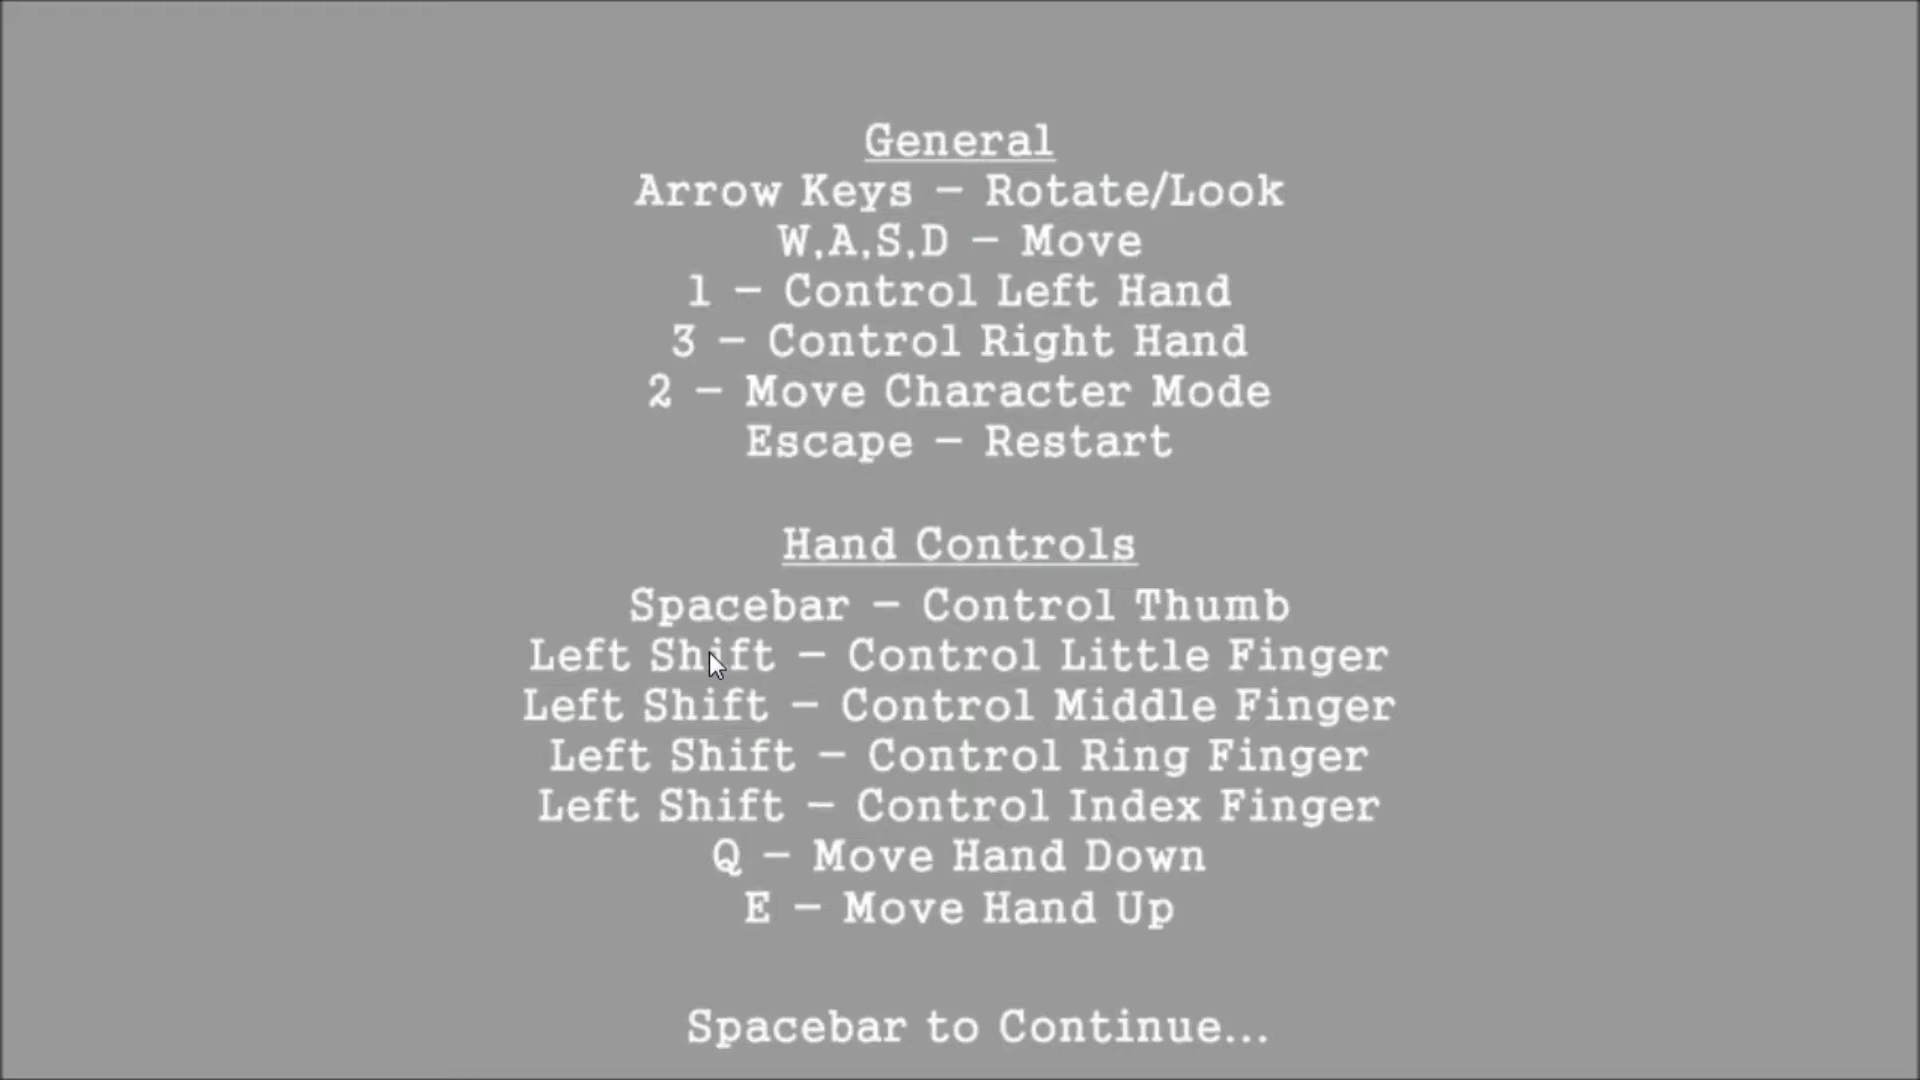 General
Arrow Keys – Rotate/Look
W,A,S,D – Move
1 – Control Left Hand
3 – Control Right Hand
2 – Move Character Mode
Escape – Restart
Hand Controls
Spacebar – Control Thumb
Left Shift – Control Little Finger
Left Shift – Control Middle Finger
Left Shift – Control Ring Finger
Left Shift – Control Index Finger
Q – Move Hand Down
E – Move Hand Up
Spacebar to Continue...